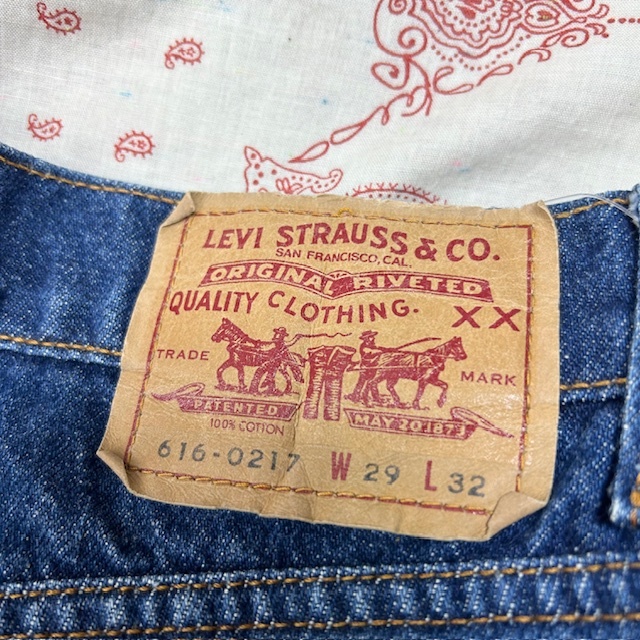 LEVI STRAUSS & CO.
SAN FRANCISCO, CAL.
ORIGINAL RIVETED
QUALITY CLOTHING. XX
TRADE MARK
PATENTED MAY 20 1873
100% COTTON
616-0217 W 29 L 32